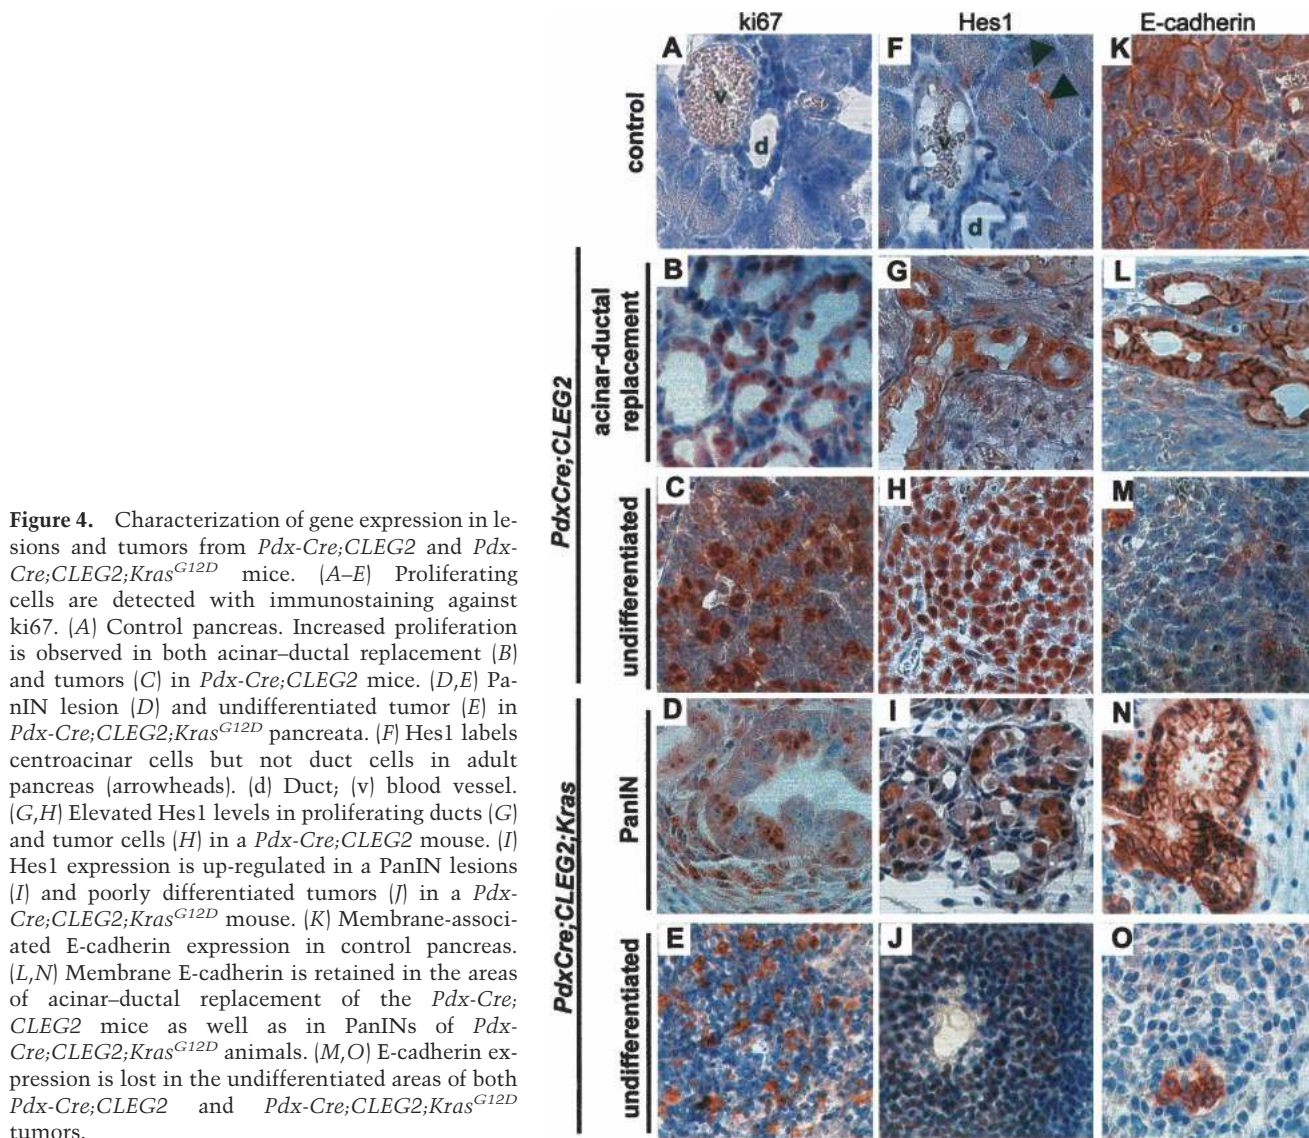 Figure 4. Characterization of gene expression in le-
sions and tumors from Pdx-Cre;CLEG2 and Pdx-
Cre;CLEG2;KrasG12D mice. (A–E) Proliferating
cells are detected with immunostaining against
ki67. (A) Control pancreas. Increased proliferation
is observed in both acinar–ductal replacement (B)
and tumors (C) in Pdx-Cre;CLEG2 mice. (D,E) Pa-
nIN lesion (D) and undifferentiated tumor (E) in
Pdx-Cre;CLEG2;KrasG12D pancreata. (F) Hes1 labels
centroacinar cells but not duct cells in adult
pancreas (arrowheads). (d) Duct; (v) blood vessel.
(G,H) Elevated Hes1 levels in proliferating ducts (G)
and tumor cells (H) in a Pdx-Cre;CLEG2 mouse. (I)
Hes1 expression is up-regulated in a PanIN lesions
(I) and poorly differentiated tumors (J) in a Pdx-
Cre;CLEG2;KrasG12D mouse. (K) Membrane-associ-
ated E-cadherin expression in control pancreas.
(L,N) Membrane E-cadherin is retained in the areas
of acinar–ductal replacement of the Pdx-Cre;
CLEG2 mice as well as in PanINs of Pdx-
Cre;CLEG2;KrasG12D animals. (M,O) E-cadherin ex-
pression is lost in the undifferentiated areas of both
Pdx-Cre;CLEG2 and Pdx-Cre;CLEG2;KrasG12D
tumors.
ki67
Hes1
E-cadherin
control
A
v
d
F
v
d
K
PdxCre;CLEG2
acinar-ductal
replacement
B
G
L
undifferentiated
C
H
M
PdxCre;CLEG2;Kras
PanIN
D
I
N
undifferentiated
E
J
O